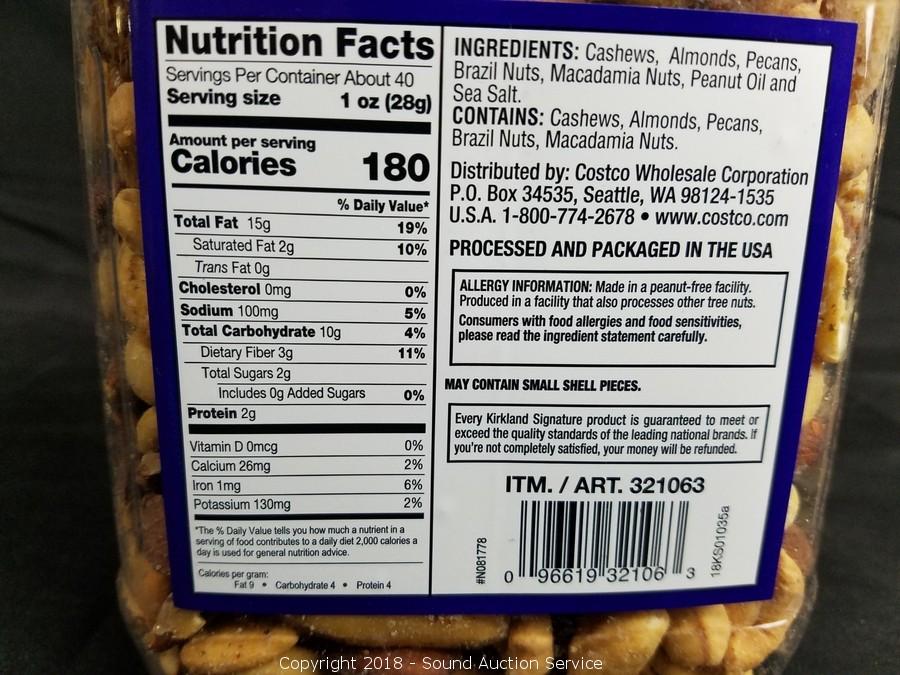 Nutrition Facts
Servings Per Container About 40
Serving size 1 oz (28g)
Amount per serving
Calories 180
% Daily Value*
Total Fat 15g 19%
Saturated Fat 2g 10%
Trans Fat 0g
Cholesterol 0mg 0%
Sodium 100mg 5%
Total Carbohydrate 10g 4%
Dietary Fiber 3g 11%
Total Sugars 2g
Includes 0g Added Sugars 0%
Protein 2g
Vitamin D 0mcg 0%
Calcium 26mg 2%
Iron 1mg 6%
Potassium 130mg 2%
*The % Daily Value tells you how much a nutrient in a
serving of food contributes to a daily diet 2,000 calories a
day is used for general nutrition advice.
Calories per gram:
Fat 9 • Carbohydrate 4 • Protein 4
INGREDIENTS: Cashews, Almonds, Pecans,
Brazil Nuts, Macadamia Nuts, Peanut Oil and
Sea Salt.
CONTAINS: Cashews, Almonds, Pecans,
Brazil Nuts, Macadamia Nuts.
Distributed by: Costco Wholesale Corporation
P.O. Box 34535, Seattle, WA 98124-1535
U.S.A. 1-800-774-2678 • www.costco.com
PROCESSED AND PACKAGED IN THE USA
ALLERGY INFORMATION: Made in a peanut-free facility.
Produced in a facility that also processes other tree nuts.
Consumers with food allergies and food sensitivities,
please read the ingredient statement carefully.
MAY CONTAIN SMALL SHELL PIECES.
Every Kirkland Signature product is guaranteed to meet or
exceed the quality standards of the leading national brands. If
you're not completely satisfied, your money will be refunded.
ITM. / ART. 321063
#N081778
0 96619 32106 3
18KS01035a
Copyright 2018 - Sound Auction Service